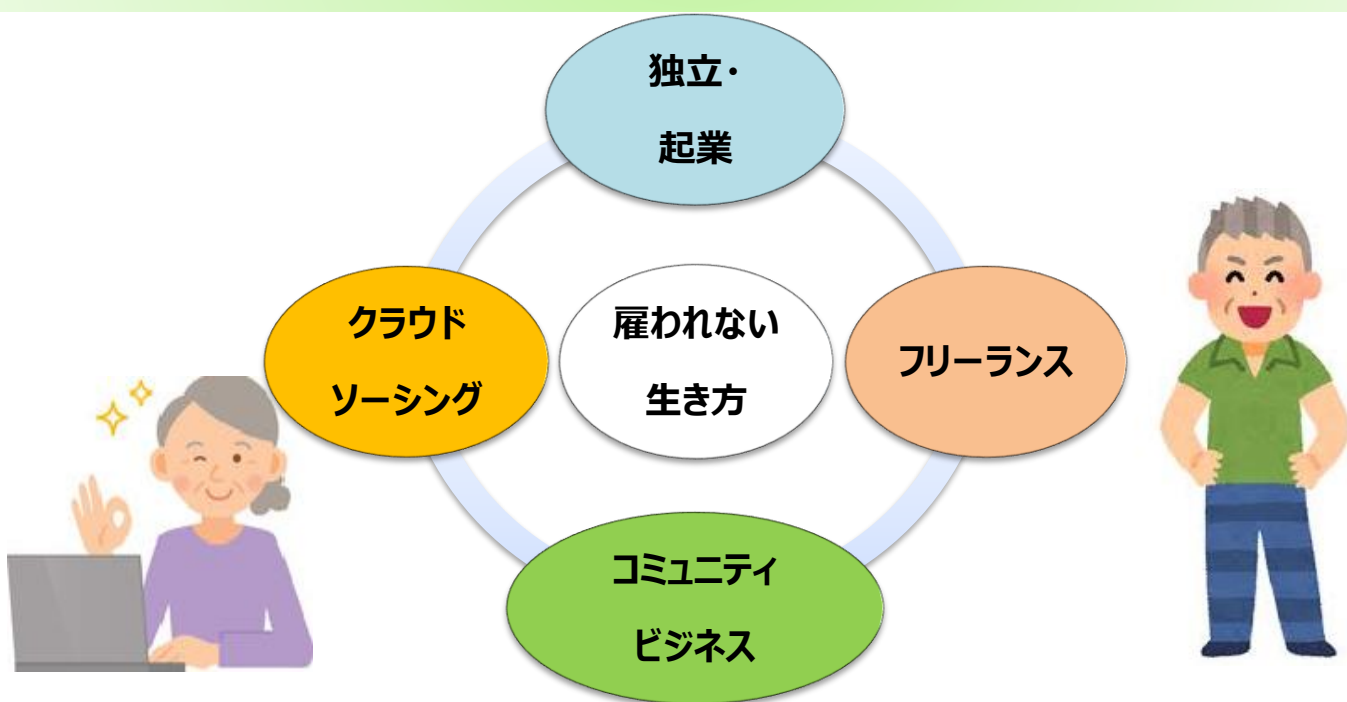 独立・
起業
クラウド
ソーシング
雇われない
生き方
フリーランス
コミュニティ
ビジネス